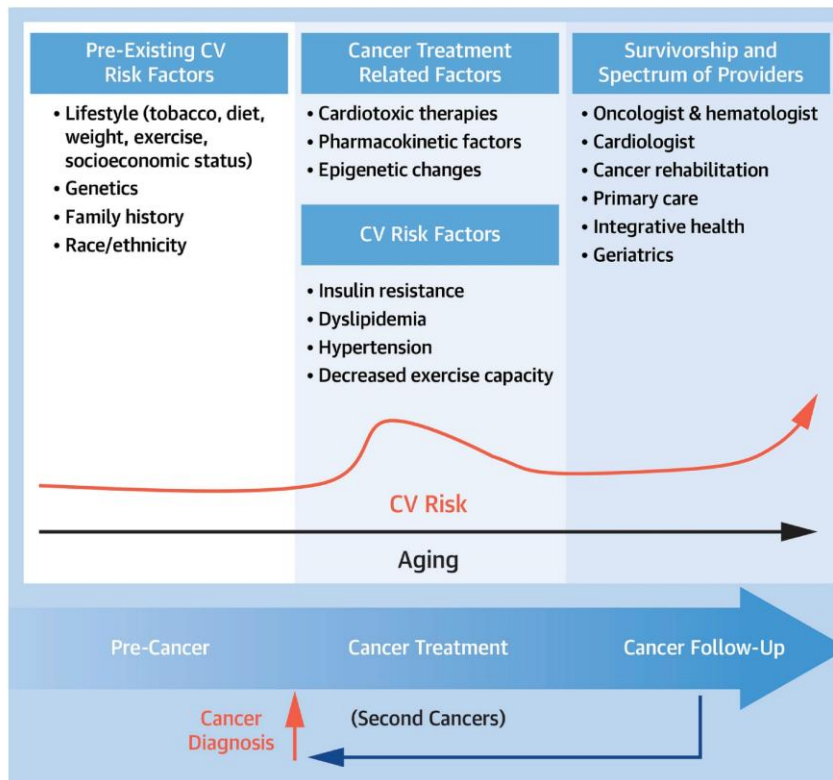 Pre-Existing CV
Risk Factors
• Lifestyle (tobacco, diet,
weight, exercise,
socioeconomic status)
• Genetics
• Family history
• Race/ethnicity
Cancer Treatment
Related Factors
• Cardiotoxic therapies
• Pharmacokinetic factors
• Epigenetic changes
CV Risk Factors
• Insulin resistance
• Dyslipidemia
• Hypertension
• Decreased exercise capacity
Survivorship and
Spectrum of Providers
• Oncologist & hematologist
• Cardiologist
• Cancer rehabilitation
• Primary care
• Integrative health
• Geriatrics
CV Risk
Aging
Pre-Cancer
Cancer Treatment
Cancer Follow-Up
Cancer
Diagnosis
(Second Cancers)